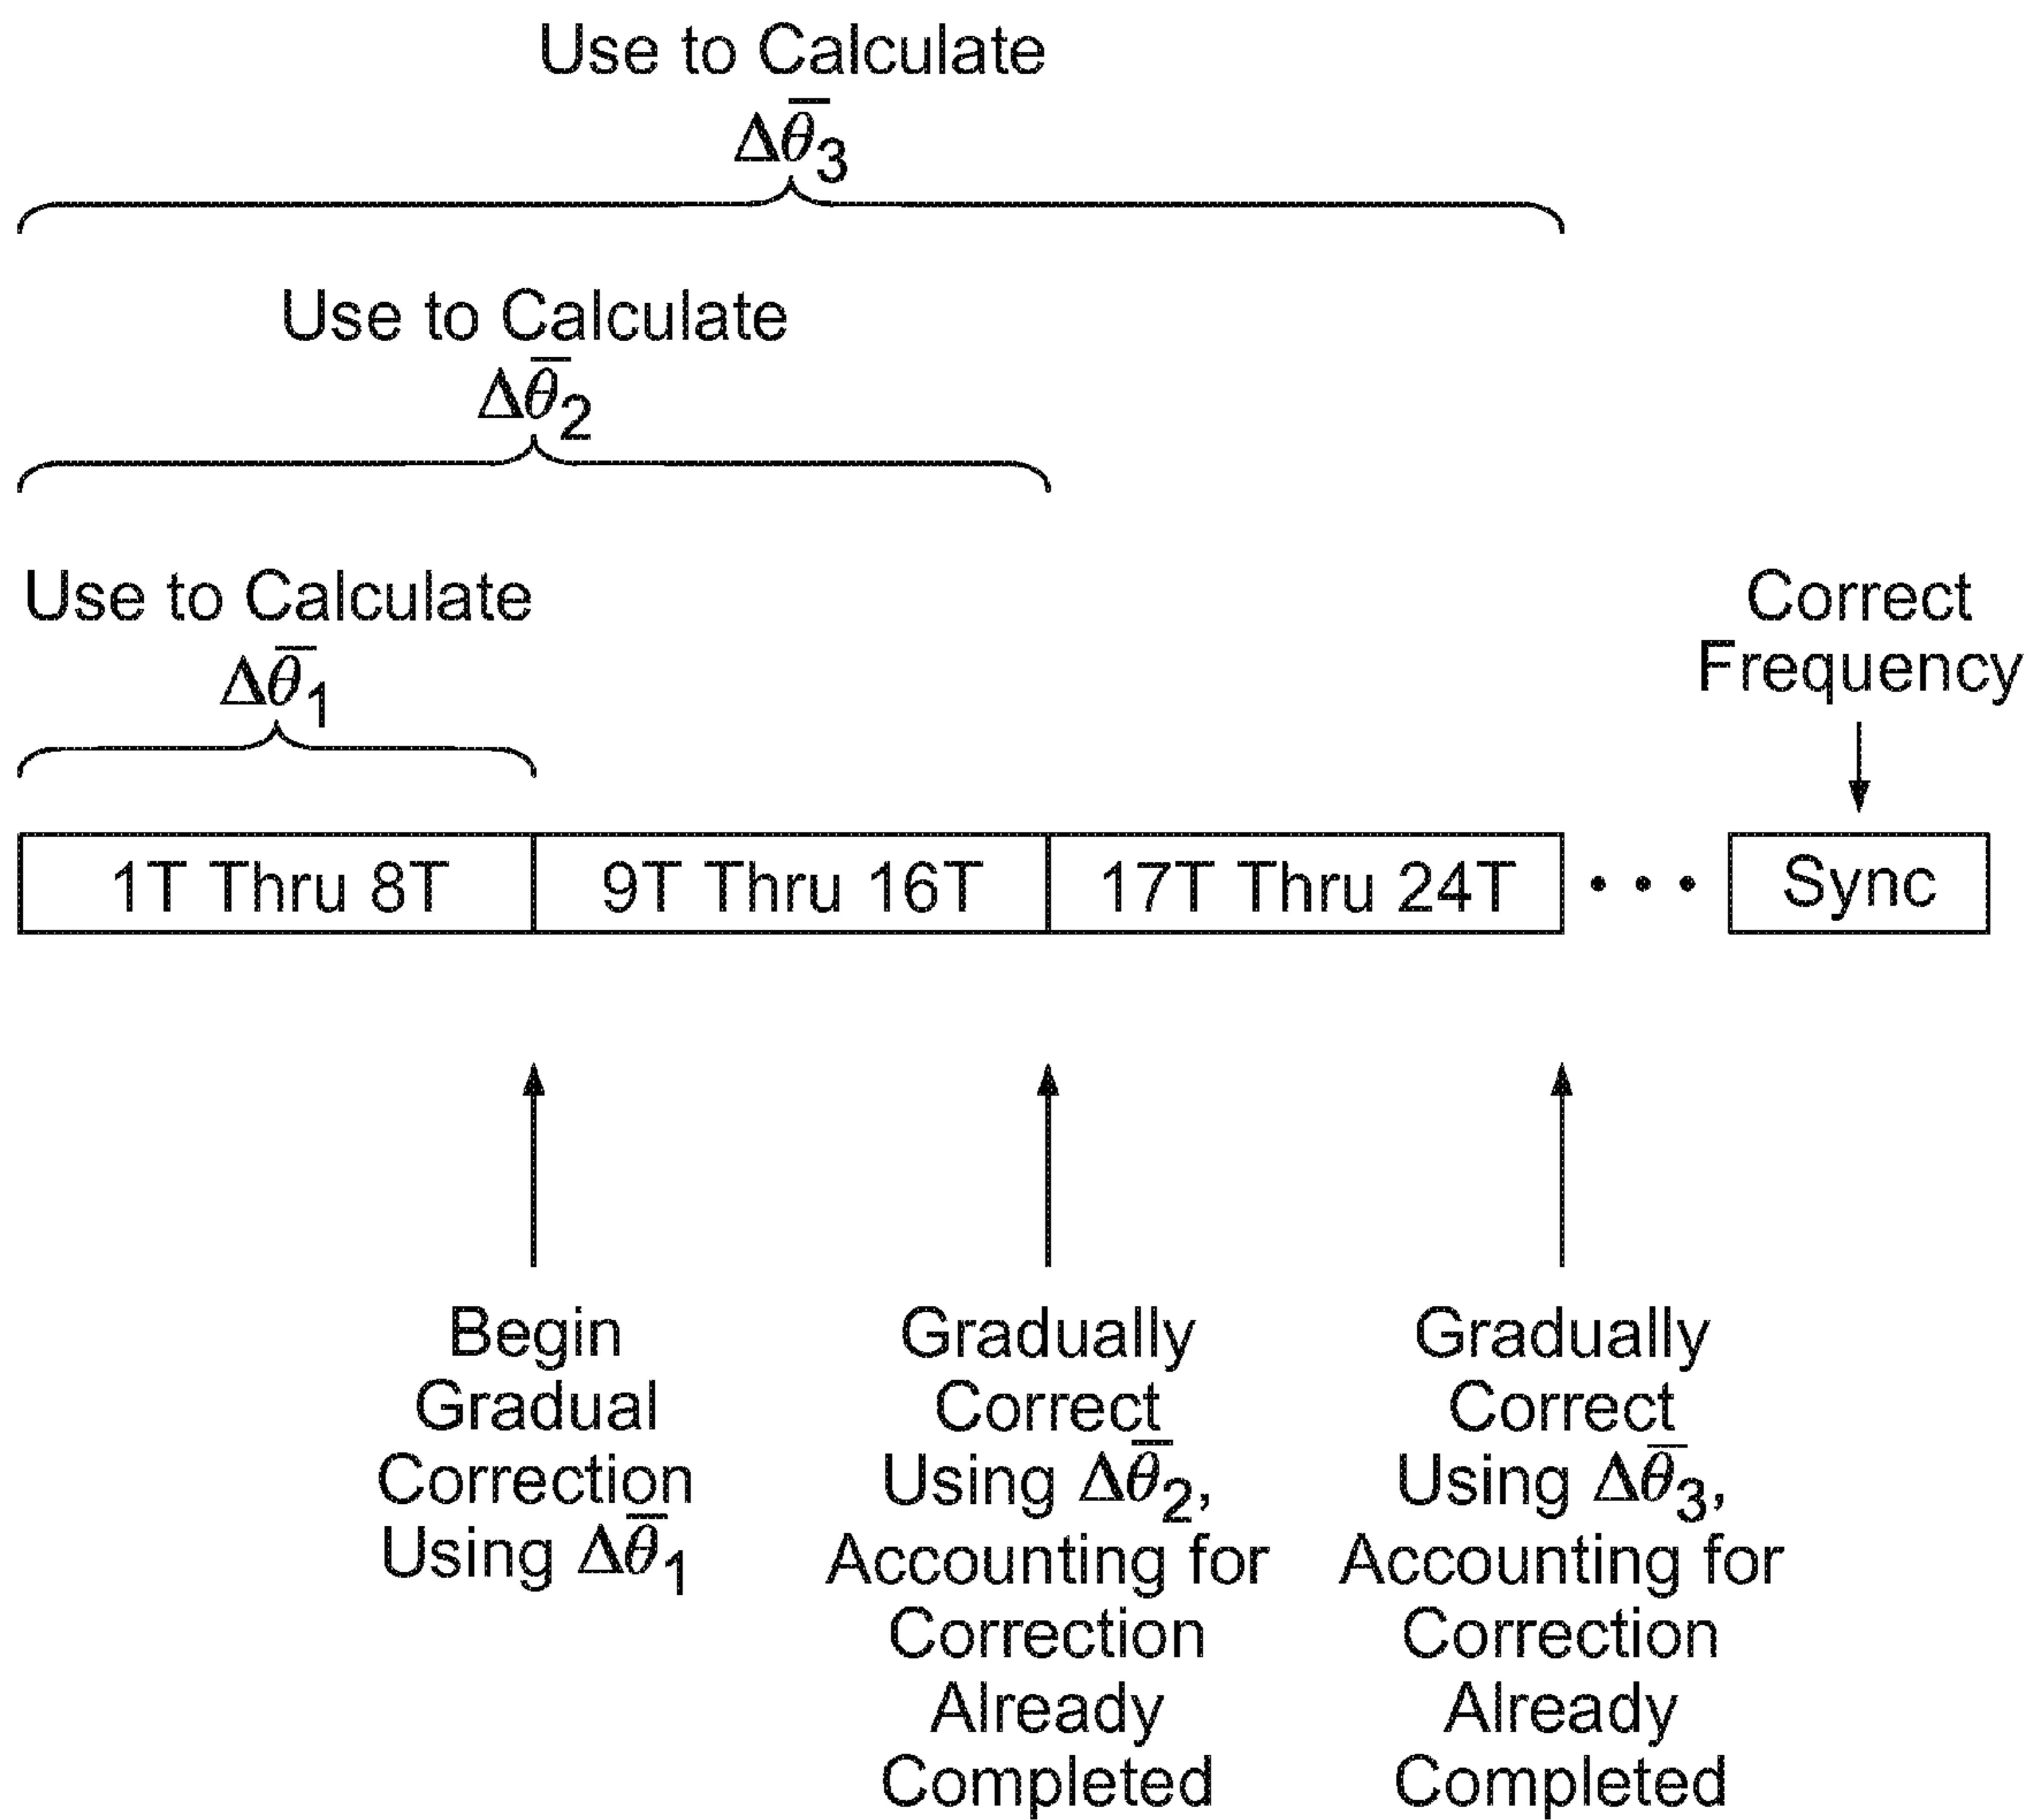 Use to Calculate
Δθ̅3
Use to Calculate
Δθ̅2
Use to Calculate
Δθ̅1
Correct
Frequency
1T Thru 8T
9T Thru 16T
17T Thru 24T
• • •
Sync
Begin
Gradual
Correction
Using Δθ̅1
Gradually
Correct
Using Δθ̅2,
Accounting for
Correction
Already
Completed
Gradually
Correct
Using Δθ̅3,
Accounting for
Correction
Already
Completed